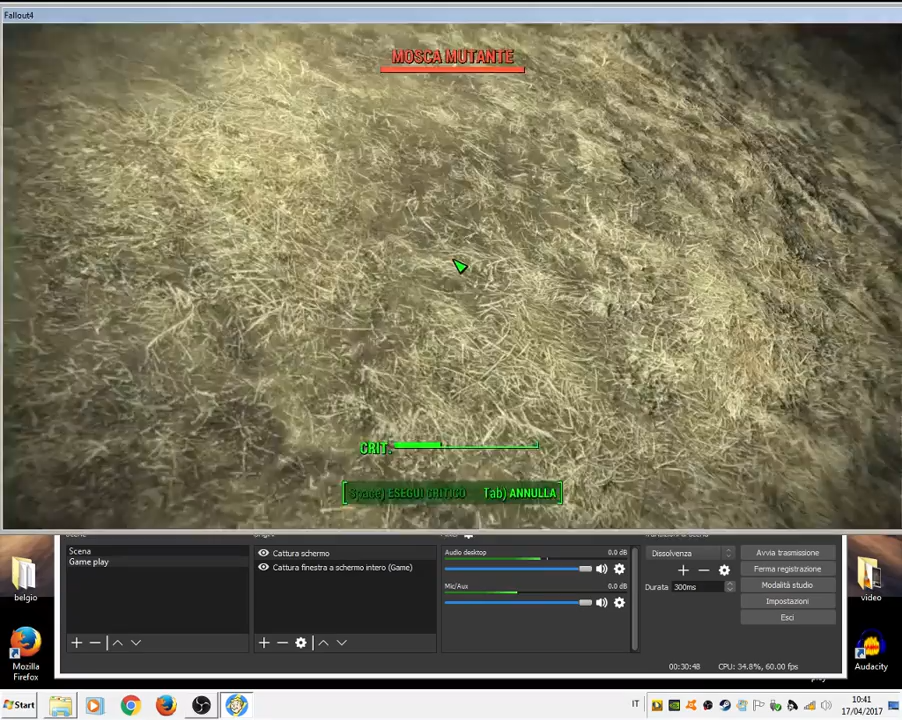 Fallout4
MOSCA MUTANTE
CRIT.
Space) ESEGUI CRITICO Tab) ANNULLA
Scena
Game play
Cattura schermo
Cattura finestra a schermo intero (Game)
Audio desktop 0.0 dB
Mic/Aux 0.0 dB
Dissolvenza
Durata 300ms
Avvia trasmissione
Ferma registrazione
Modalità studio
Impostazioni
Esci
00:30:48 CPU: 34.8%, 60.00 fps
belgio
Mozilla
Firefox
video
Audacity
Start
IT
10:41
17/04/2017